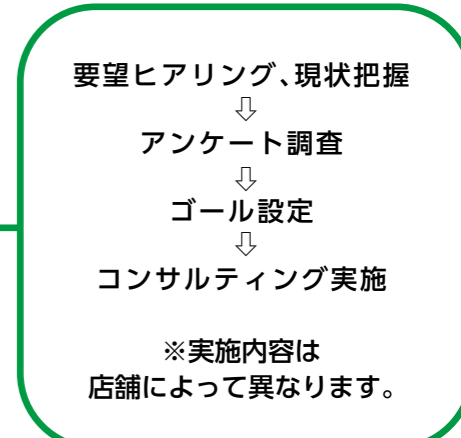 要望ヒアリング、現状把握
⇩
アンケート調査
⇩
ゴール設定
⇩
コンサルティング実施
※実施内容は
店舗によって異なります。